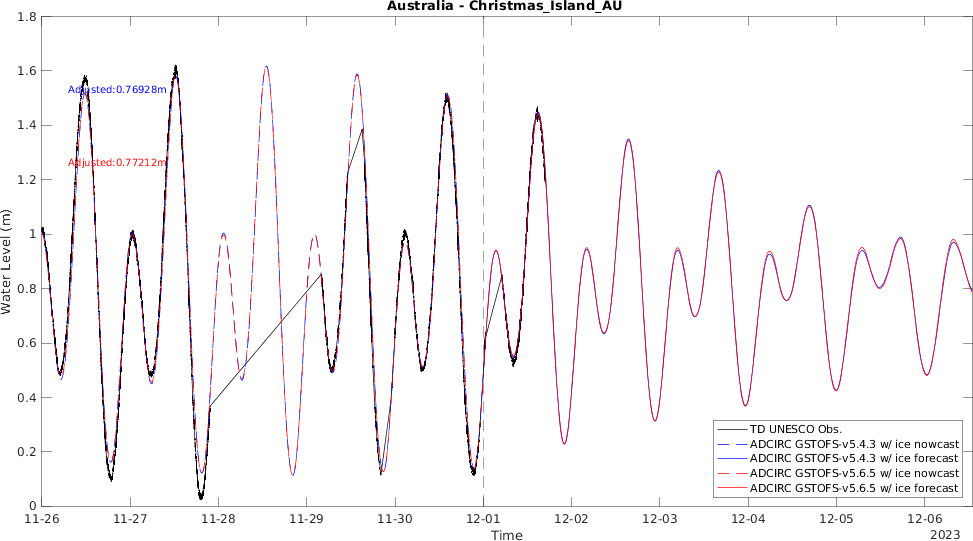 Australia - Christmas_Island_AU
1.8
1.6
1.4
1.2
1
0.8
0.6
0.4
0.2
0
Water Level (m)
Adjusted:0.76928m
Adjusted:0.77212m
TD UNESCO Obs.
ADCIRC GSTOFS-v5.4.3 w/ ice nowcast
ADCIRC GSTOFS-v5.4.3 w/ ice forecast
ADCIRC GSTOFS-v5.6.5 w/ ice nowcast
ADCIRC GSTOFS-v5.6.5 w/ ice forecast
11-26 11-27 11-28 11-29 11-30 12-01 12-02 12-03 12-04 12-05 12-06
Time
2023